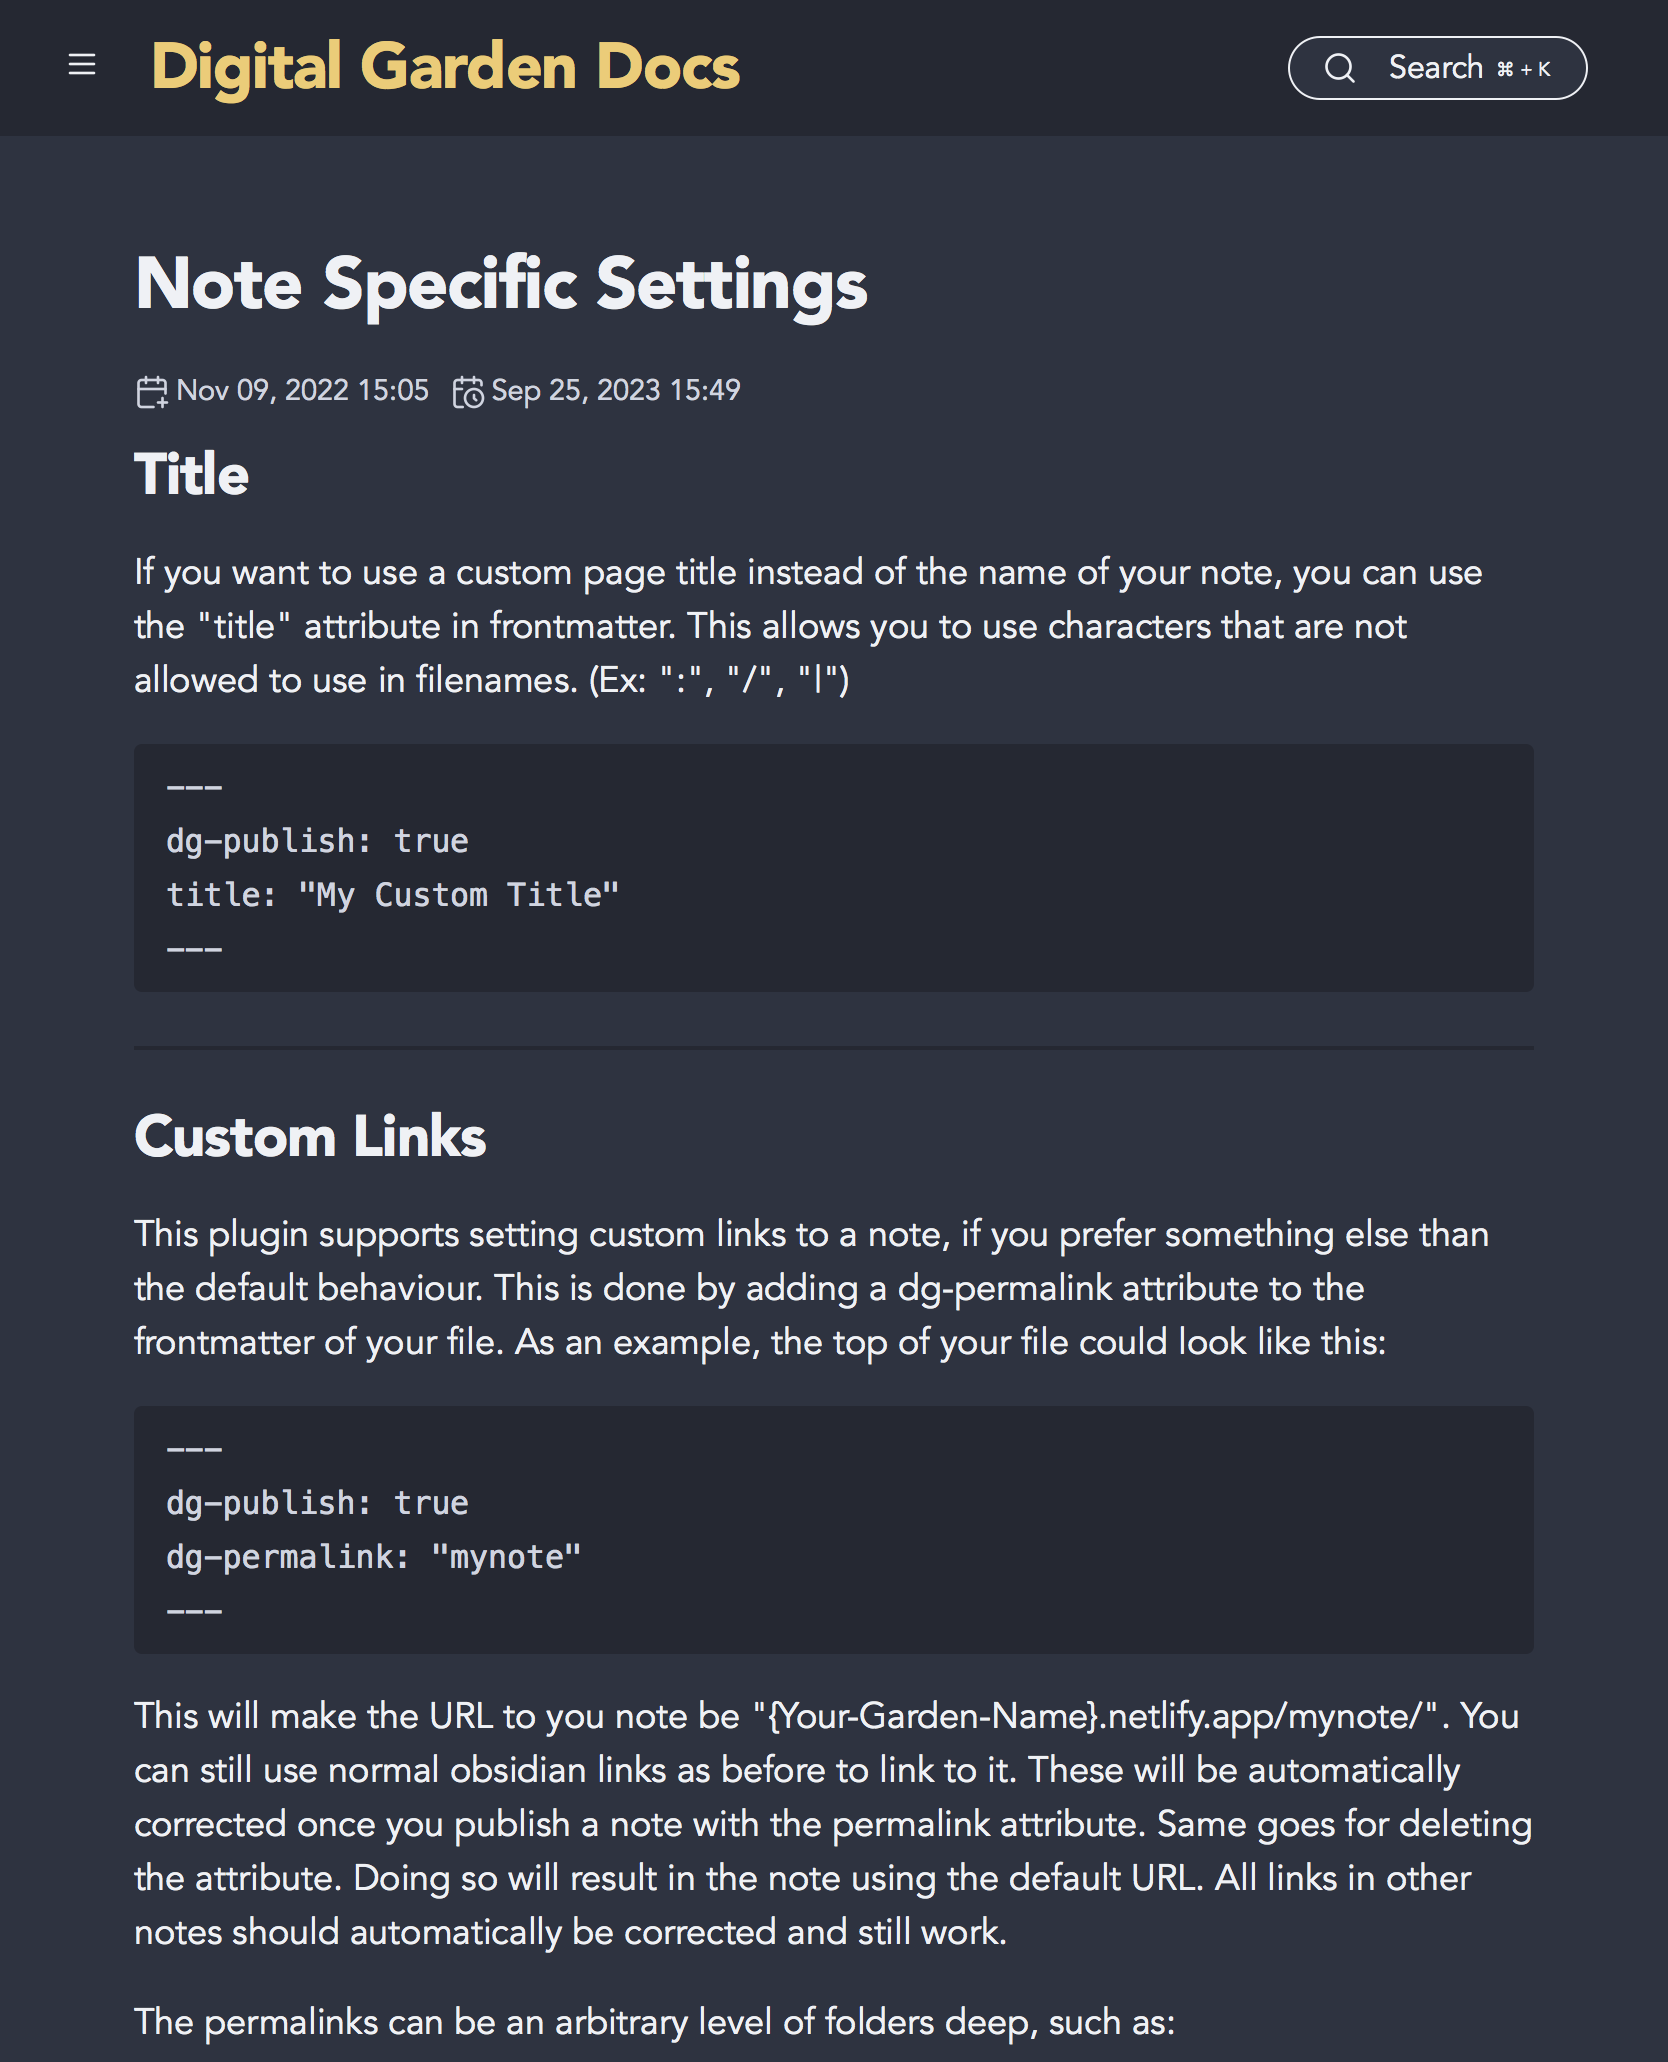 Digital Garden Docs
Search ⌘ + K
Note Specific Settings
Nov 09, 2022 15:05 Sep 25, 2023 15:49
Title
If you want to use a custom page title instead of the name of your note, you can use
the "title" attribute in frontmatter. This allows you to use characters that are not
allowed to use in filenames. (Ex: ":", "/", "|")
---
dg-publish: true
title: "My Custom Title"
---
Custom Links
This plugin supports setting custom links to a note, if you prefer something else than
the default behaviour. This is done by adding a dg-permalink attribute to the
frontmatter of your file. As an example, the top of your file could look like this:
---
dg-publish: true
dg-permalink: "mynote"
---
This will make the URL to you note be "{Your-Garden-Name}.netlify.app/mynote/". You
can still use normal obsidian links as before to link to it. These will be automatically
corrected once you publish a note with the permalink attribute. Same goes for deleting
the attribute. Doing so will result in the note using the default URL. All links in other
notes should automatically be corrected and still work.
The permalinks can be an arbitrary level of folders deep, such as: